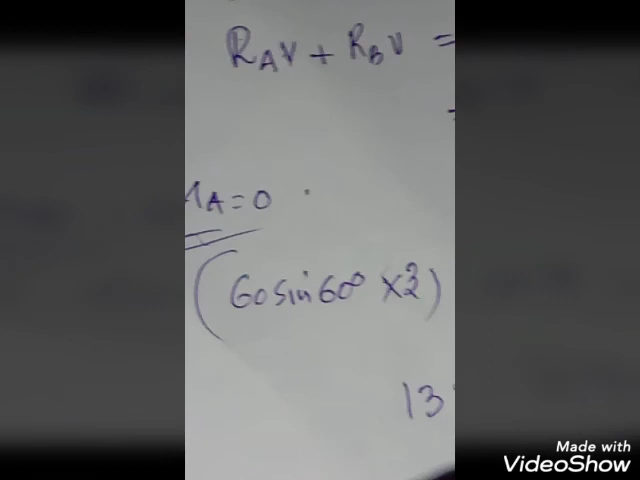 RAV + RBV =
MA = 0
(60 sin 60° × 2)
13
Made with
VideoShow